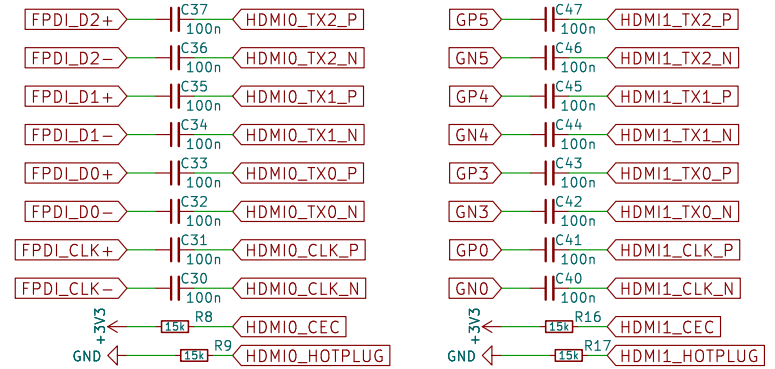 FPDI_D2+ C37 100n HDMI0_TX2_P GP5 C47 100n HDMI1_TX2_P
FPDI_D2- C36 100n HDMI0_TX2_N GN5 C46 100n HDMI1_TX2_N
FPDI_D1+ C35 100n HDMI0_TX1_P GP4 C45 100n HDMI1_TX1_P
FPDI_D1- C34 100n HDMI0_TX1_N GN4 C44 100n HDMI1_TX1_N
FPDI_D0+ C33 100n HDMI0_TX0_P GP3 C43 100n HDMI1_TX0_P
FPDI_D0- C32 100n HDMI0_TX0_N GN3 C42 100n HDMI1_TX0_N
FPDI_CLK+ C31 100n HDMI0_CLK_P GP0 C41 100n HDMI1_CLK_P
FPDI_CLK- C30 100n HDMI0_CLK_N GN0 C40 100n HDMI1_CLK_N
+3V3 15k R8 HDMI0_CEC +3V3 15k R16 HDMI1_CEC
GND 15k R9 HDMI0_HOTPLUG GND 15k R17 HDMI1_HOTPLUG